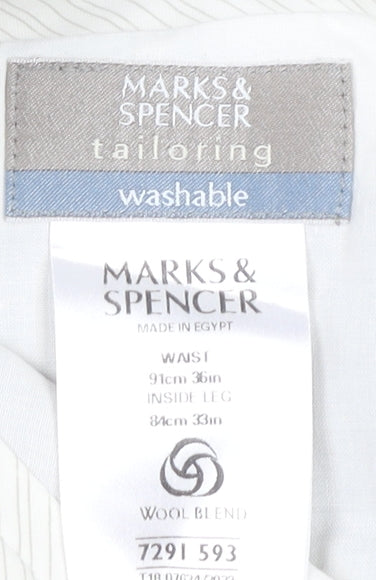 MARKS &
SPENCER
tailoring
washable
MARKS &
SPENCER
MADE IN EGYPT
WAIST
91cm 36in
INSIDE LEG
84cm 33in
WOOL BLEND
7291 593